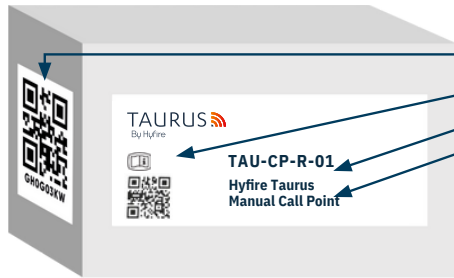 GHOG03KW
TAURUS
By Hyfire
TAU-CP-R-01
Hyfire Taurus
Manual Call Point